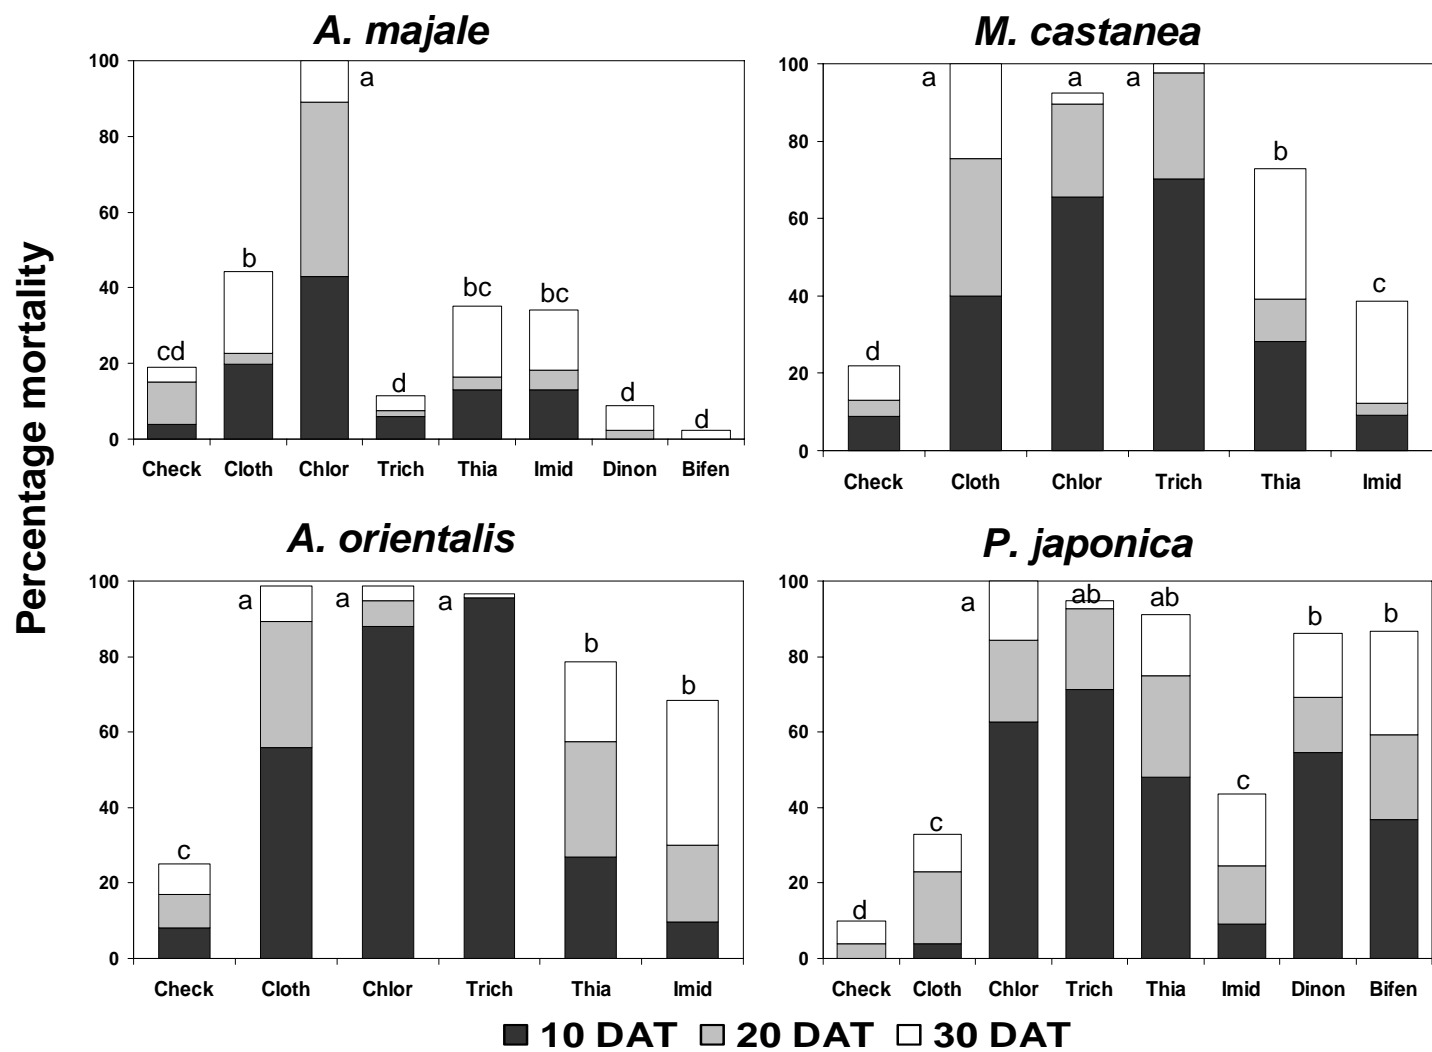 A. majale
M. castanea
Percentage mortality
100
80
60
40
20
0
cd
b
a
d
bc
bc
d
d
Check Cloth Chlor Trich Thia Imid Dinon Bifen
100
80
60
40
20
0
d
a
a
a
b
c
Check Cloth Chlor Trich Thia Imid
A. orientalis
P. japonica
100
80
60
40
20
0
c
a
a
a
b
b
Check Cloth Chlor Trich Thia Imid
100
80
60
40
20
0
d
c
a
ab
ab
c
b
b
Check Cloth Chlor Trich Thia Imid Dinon Bifen
10 DAT 20 DAT 30 DAT